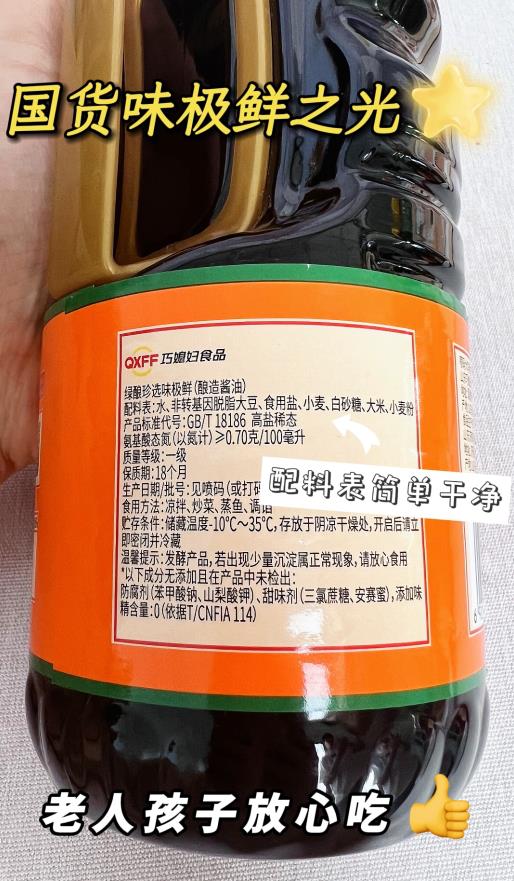 国货味极鲜之光
QXFF 巧媳妇食品
绿酿珍选味极鲜(酿造酱油)
配料表:水、非转基因脱脂大豆、食用盐、小麦、白砂糖、大米、小麦粉
产品标准代号:GB/T 18186 高盐稀态
氨基酸态氮(以氮计)≥0.70克/100毫升
质量等级:一级
保质期:18个月
生产日期/批号:见喷码(或打码
配料表简单干净
食用方法:凉拌、炒菜、蒸鱼、调馅
贮存条件:储藏温度-10℃~35℃,存放于阴凉干燥处,开启后请立
即密闭并冷藏
温馨提示:发酵产品,若出现少量沉淀属正常现象,请放心食用
*以下成分无添加且在产品中未检出:
防腐剂(苯甲酸钠、山梨酸钾)、甜味剂(三氯蔗糖、安赛蜜),添加味
精含量:0(依据T/CNFIA 114)
老人孩子放心吃